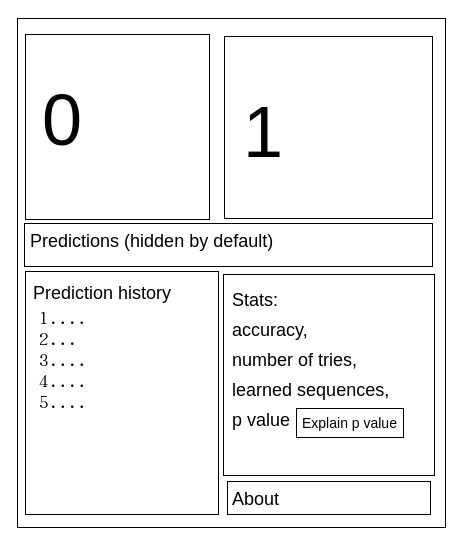 0
1
Predictions (hidden by default)
Prediction history
1....
2...
3....
4....
5....
Stats:
accuracy,
number of tries,
learned sequences,
p value Explain p value
About